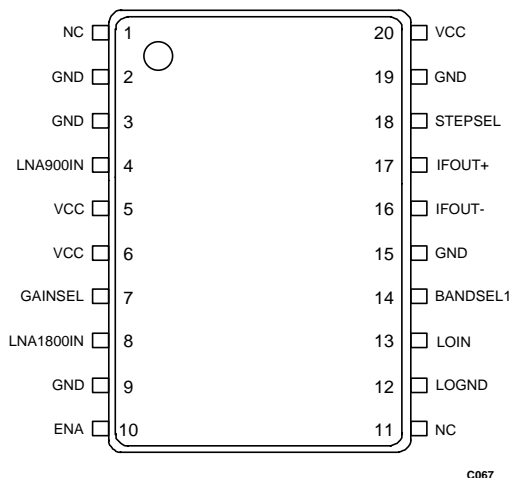 NC 1 20 VCC
GND 2 19 GND
GND 3 18 STEPSEL
LNA900IN 4 17 IFOUT+
VCC 5 16 IFOUT-
VCC 6 15 GND
GAINSEL 7 14 BANDSEL1
LNA1800IN 8 13 LOIN
GND 9 12 LOGND
ENA 10 11 NC
C067